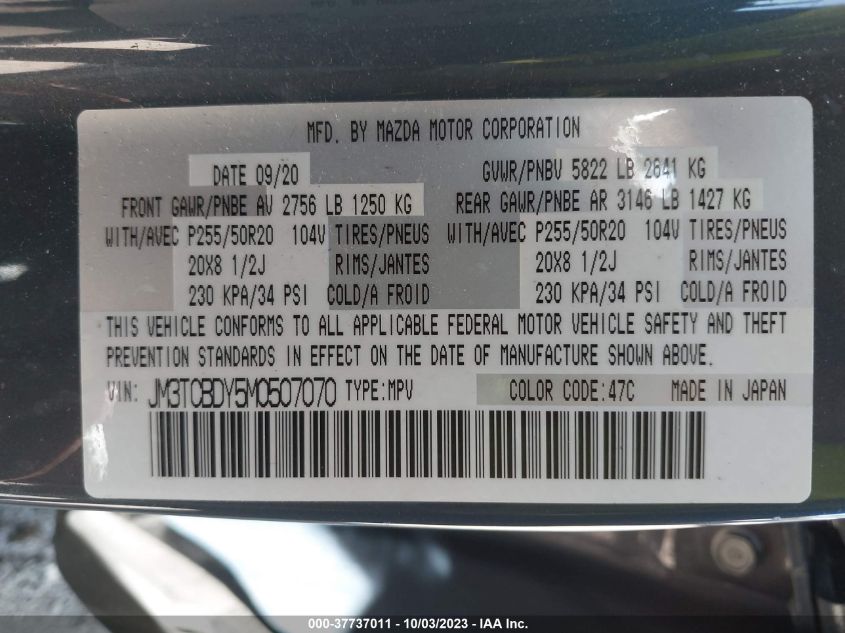 MFD. BY MAZDA MOTOR CORPORATION
DATE 09/20 GVWR/PNBV 5822 LB 2641 KG
FRONT GAWR/PNBE AV 2756 LB 1250 KG REAR GAWR/PNBE AR 3146 LB 1427 KG
WITH/AVEC P255/50R20 104V TIRES/PNEUS WITH/AVEC P255/50R20 104V TIRES/PNEUS
20X8 1/2J RIMS/JANTES 20X8 1/2J RIMS/JANTES
230 KPA/34 PSI COLD/A FROID 230 KPA/34 PSI COLD/A FROID
THIS VEHICLE CONFORMS TO ALL APPLICABLE FEDERAL MOTOR VEHICLE SAFETY AND THEFT
PREVENTION STANDARDS IN EFFECT ON THE DATE OF MANUFACTURE SHOWN ABOVE.
VIN: JM3TCBDY5M0507070 TYPE:MPV COLOR CODE:47C MADE IN JAPAN
000-37737011 - 10/03/2023 - IAA Inc.